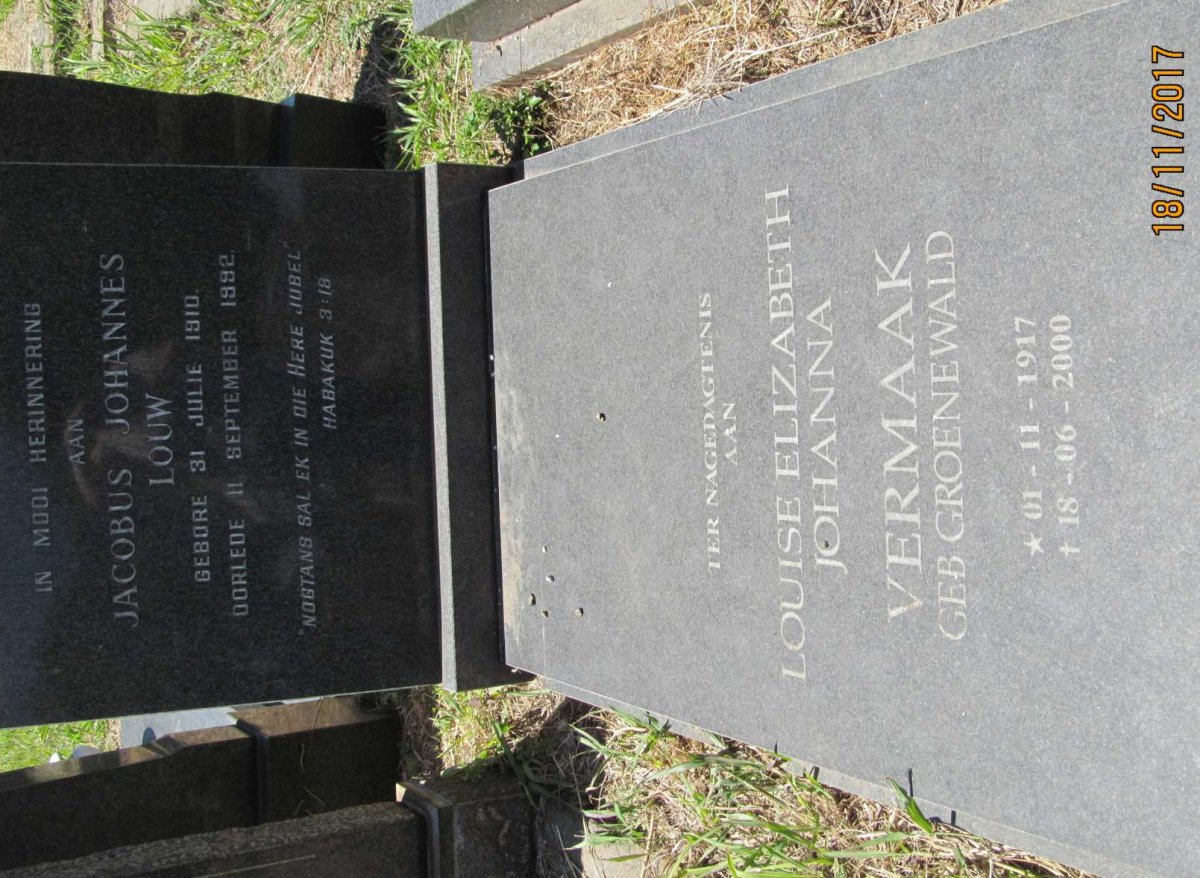 IN MOOI HERINNERING
AAN
JACOBUS JOHANNES
LOUW
GEBORE 31 JULIE 1910.
OORLEDE 11 SEPTEMBER 1992.
"NOGTANS SAL EK IN DIE HERE JUBEL"
HABAKUK 3:18
TER NAGEDAGTENIS
AAN
LOUISE ELIZABETH
JOHANNA
VERMAAK
GEB GROENEWALD
★ 01 - 11 - 1917
✝ 18 - 06 - 2000
18/11/2017